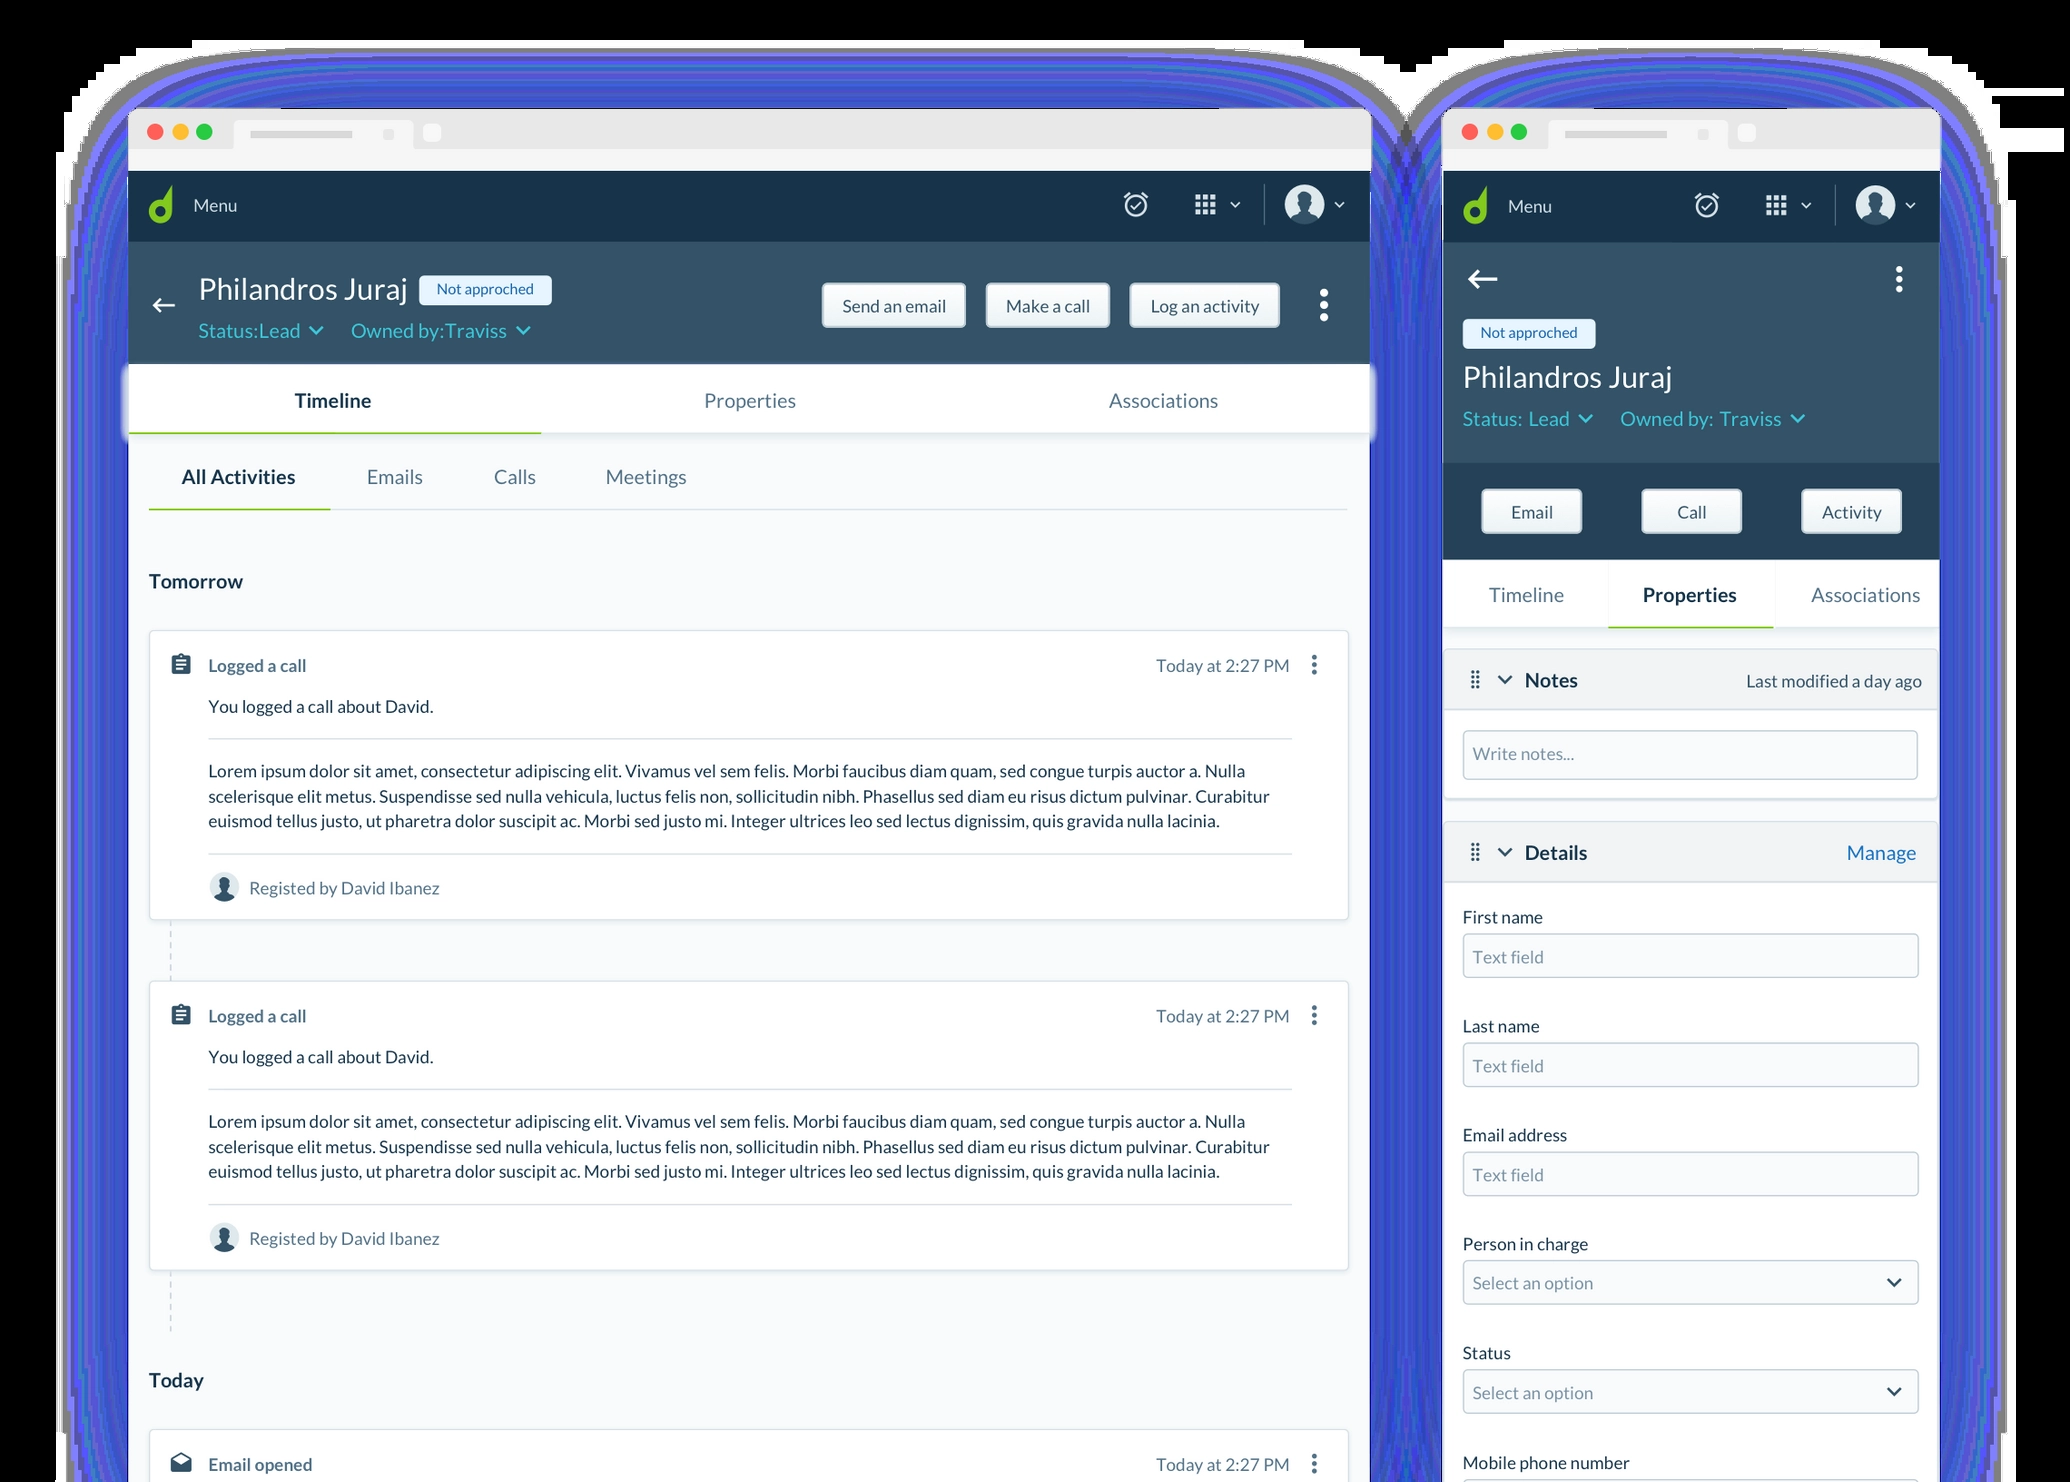 Menu
Philandros Juraj
Not approched
Status:Lead
Owned by:Traviss
Send an email
Make a call
Log an activity
Timeline
Properties
Associations
All Activities
Emails
Calls
Meetings
Tomorrow
Logged a call
Today at 2:27 PM
You logged a call about David.
Lorem ipsum dolor sit amet, consectetur adipiscing elit. Vivamus vel sem felis. Morbi faucibus diam quam, sed congue turpis auctor a. Nulla
scelerisque elit metus. Suspendisse sed nulla vehicula, luctus felis non, sollicitudin nibh. Phasellus sed diam eu risus dictum pulvinar. Curabitur
euismod tellus justo, ut pharetra dolor suscipit ac. Morbi sed justo mi. Integer ultrices leo sed lectus dignissim, quis gravida nulla lacinia.
Registed by David Ibanez
Logged a call
Today at 2:27 PM
You logged a call about David.
Lorem ipsum dolor sit amet, consectetur adipiscing elit. Vivamus vel sem felis. Morbi faucibus diam quam, sed congue turpis auctor a. Nulla
scelerisque elit metus. Suspendisse sed nulla vehicula, luctus felis non, sollicitudin nibh. Phasellus sed diam eu risus dictum pulvinar. Curabitur
euismod tellus justo, ut pharetra dolor suscipit ac. Morbi sed justo mi. Integer ultrices leo sed lectus dignissim, quis gravida nulla lacinia.
Registed by David Ibanez
Today
Email opened
Today at 2:27 PM
Menu
Not approched
Philandros Juraj
Status: Lead
Owned by: Traviss
Email
Call
Activity
Timeline
Properties
Associations
Notes
Last modified a day ago
Write notes...
Details
Manage
First name
Text field
Last name
Text field
Email address
Text field
Person in charge
Select an option
Status
Select an option
Mobile phone number